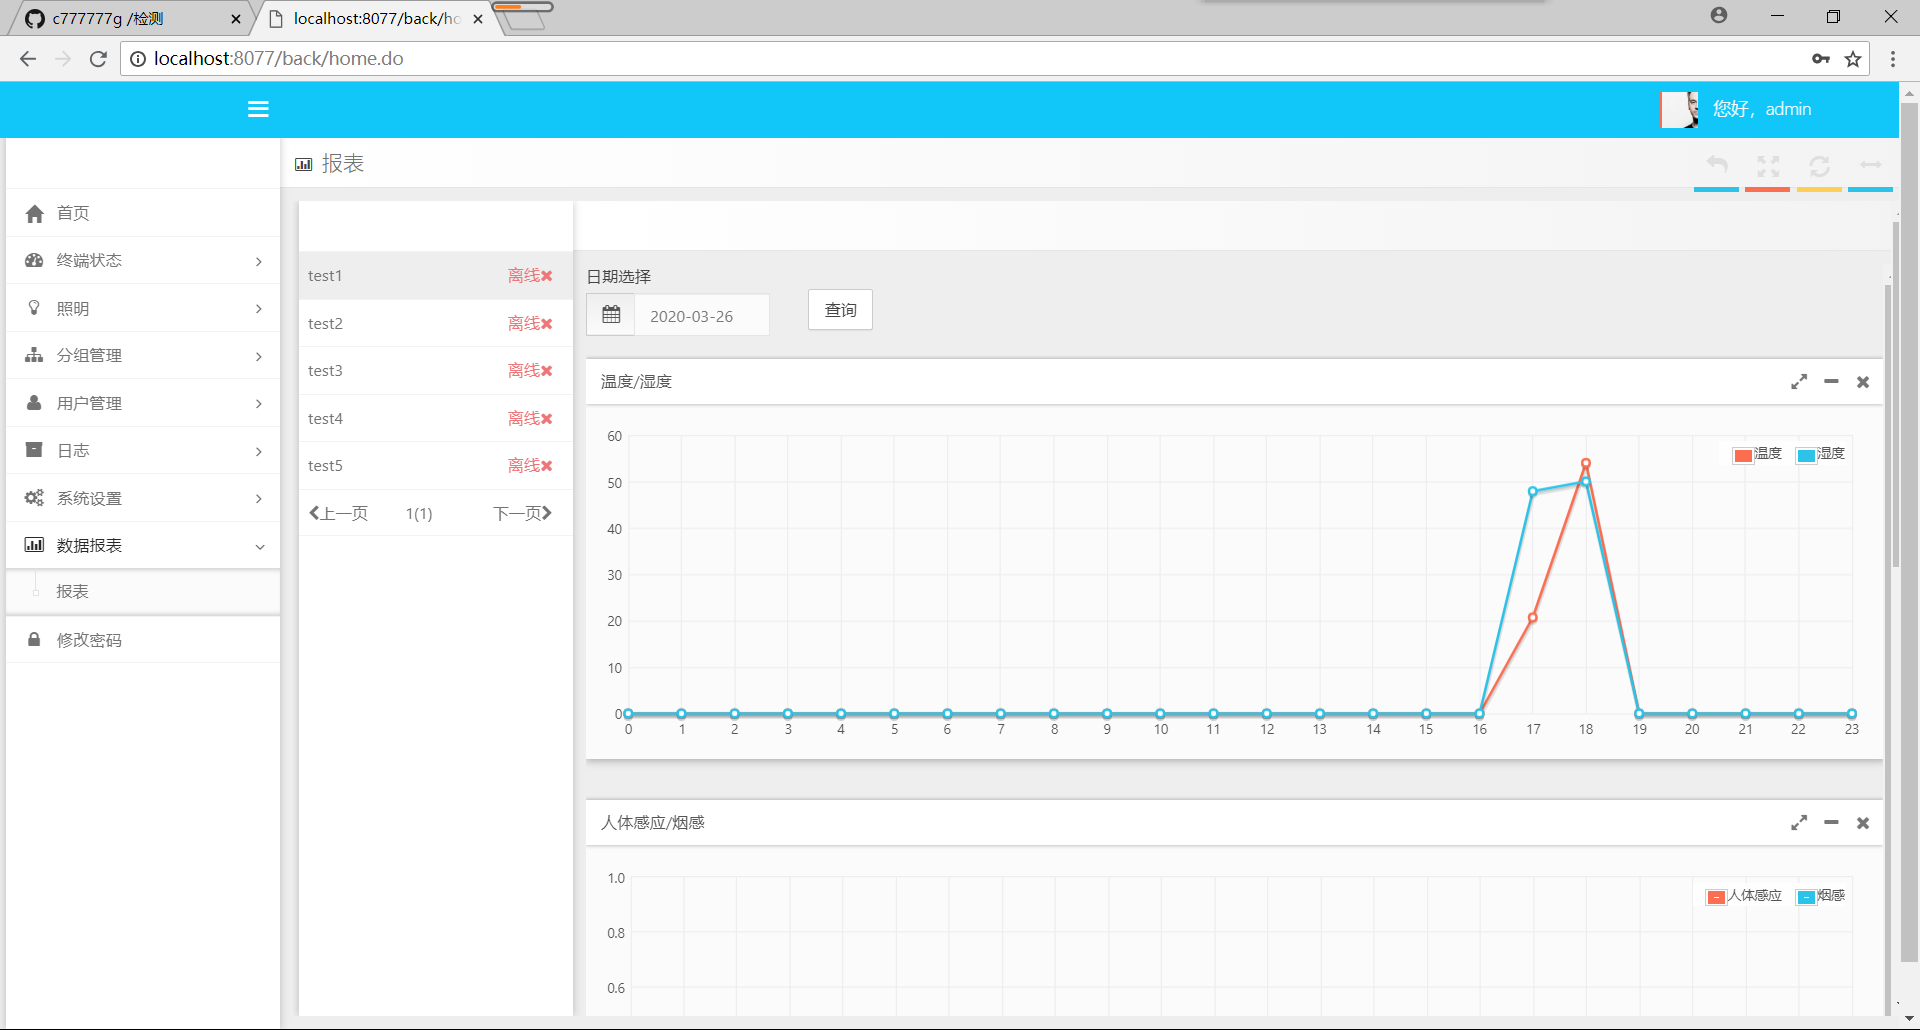 c777777g /检测
localhost:8077/back/ho
localhost:8077/back/home.do
您好，admin
报表
首页
终端状态
照明
分组管理
用户管理
日志
系统设置
数据报表
报表
修改密码
test1 离线
test2 离线
test3 离线
test4 离线
test5 离线
上一页 1(1) 下一页
日期选择
2020-03-26 查询
温度/湿度
温度 湿度
60
50
40
30
20
10
0
0 1 2 3 4 5 6 7 8 9 10 11 12 13 14 15 16 17 18 19 20 21 22 23
人体感应/烟感
人体感应 烟感
1.0
0.8
0.6